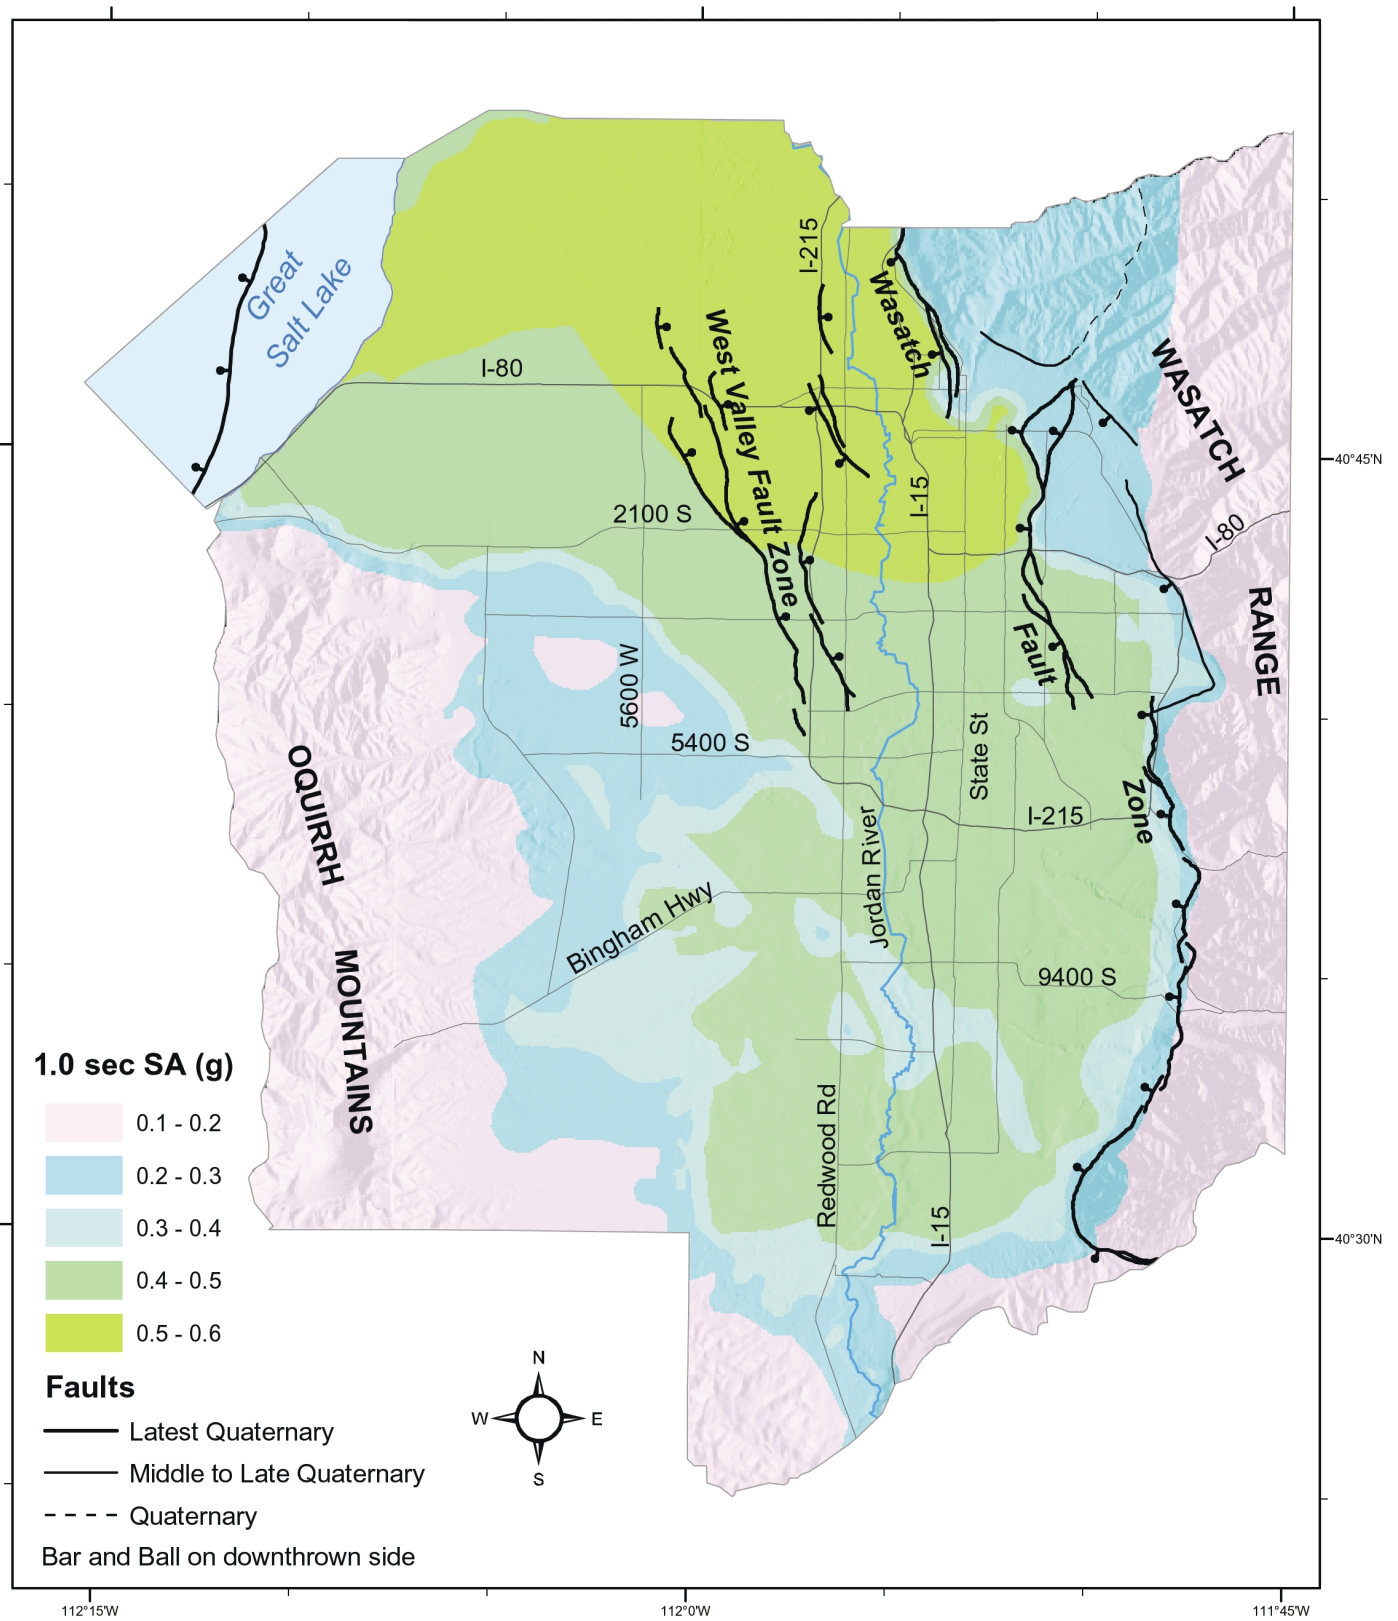 Great
Salt Lake
I-80
I-215
Wasatch
West Valley Fault Zone
WASATCH
40°45'N
I-15
2100 S
I-80
RANGE
Fault
5600 W
5400 S
State St
OQUIRRH
Zone
I-215
Jordan River
Bingham Hwy
MOUNTAINS
9400 S
1.0 sec SA (g)
0.1 - 0.2
0.2 - 0.3
0.3 - 0.4
0.4 - 0.5
0.5 - 0.6
Redwood Rd
I-15
40°30'N
Faults
Latest Quaternary
Middle to Late Quaternary
Quaternary
Bar and Ball on downthrown side
N
W E
S
112°15'W
112°0'W
111°45'W